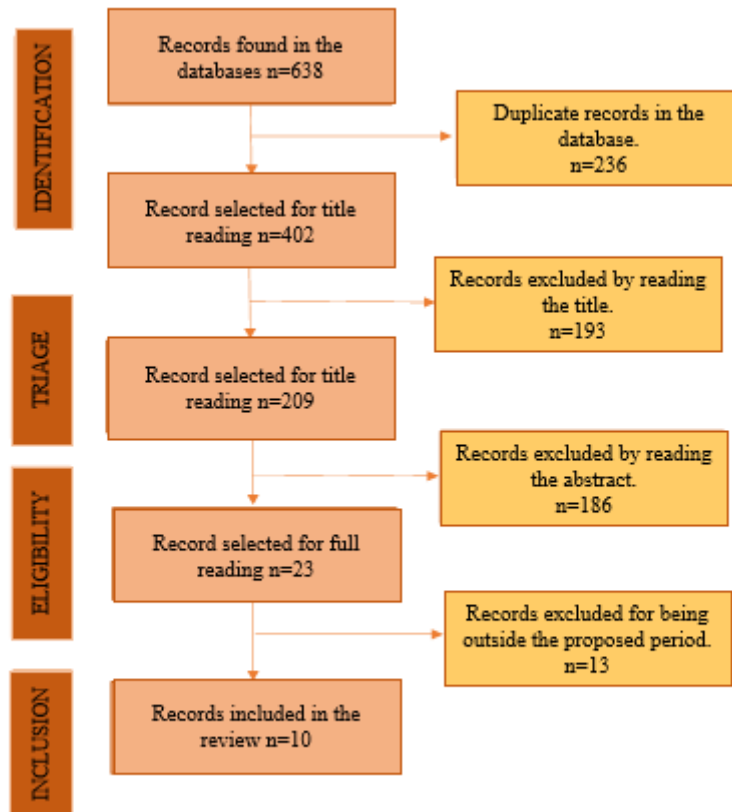 IDENTIFICATION
Records found in the
databases n=638
Duplicate records in the
database.
n=236
Record selected for title
reading n=402
Records excluded by reading
the title.
n=193
TRIAGE
Record selected for title
reading n=209
Records excluded by reading
the abstract.
n=186
ELIGIBILITY
Record selected for full
reading n=23
Records excluded for being
outside the proposed period.
n=13
INCLUSION
Records included in the
review n=10